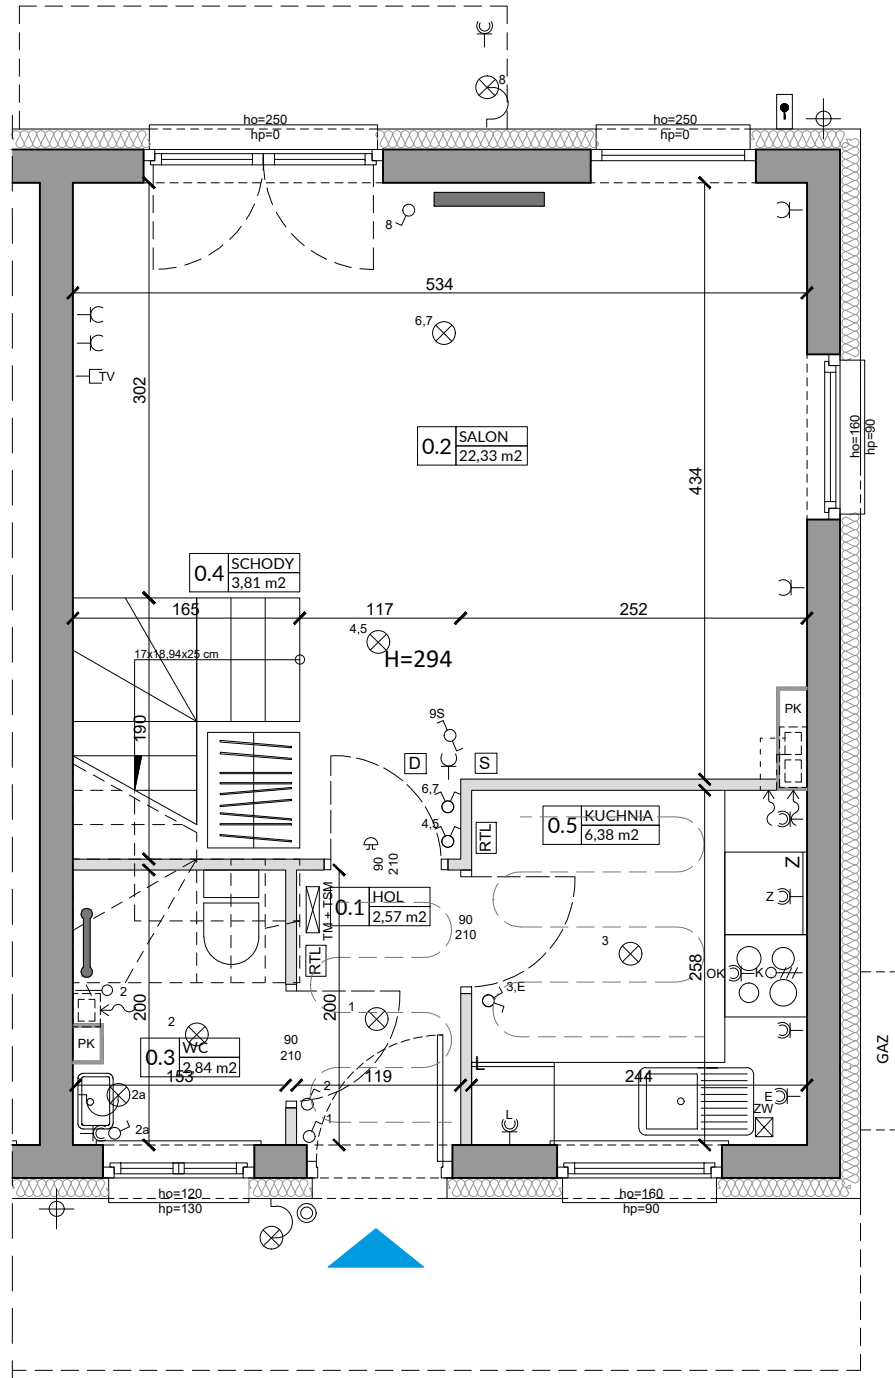 8
ho=250
hp=0
ho=250
hp=0
8
534
6,7
TV
302
0.2
SALON
22,33 m2
434
ho=160
hp=90
0.4
SCHODY
3,81 m2
165
117
252
4,5
H=294
17x18,94x25 cm
190
9S
PK
D
S
6,7
4,5
RTL
0.5
KUCHNIA
6,38 m2
Z
90
210
TM + TSM
0.1
HOL
2,57 m2
Z
90
210
3
RTL
258
OK
K
2
200
2
200
1
3,E
PK
90
210
0.3
WC
2,84 m2
GAZ
L
153
119
244
2
2a
E
ZW
1
L
2a
ho=120
hp=130
ho=160
hp=90